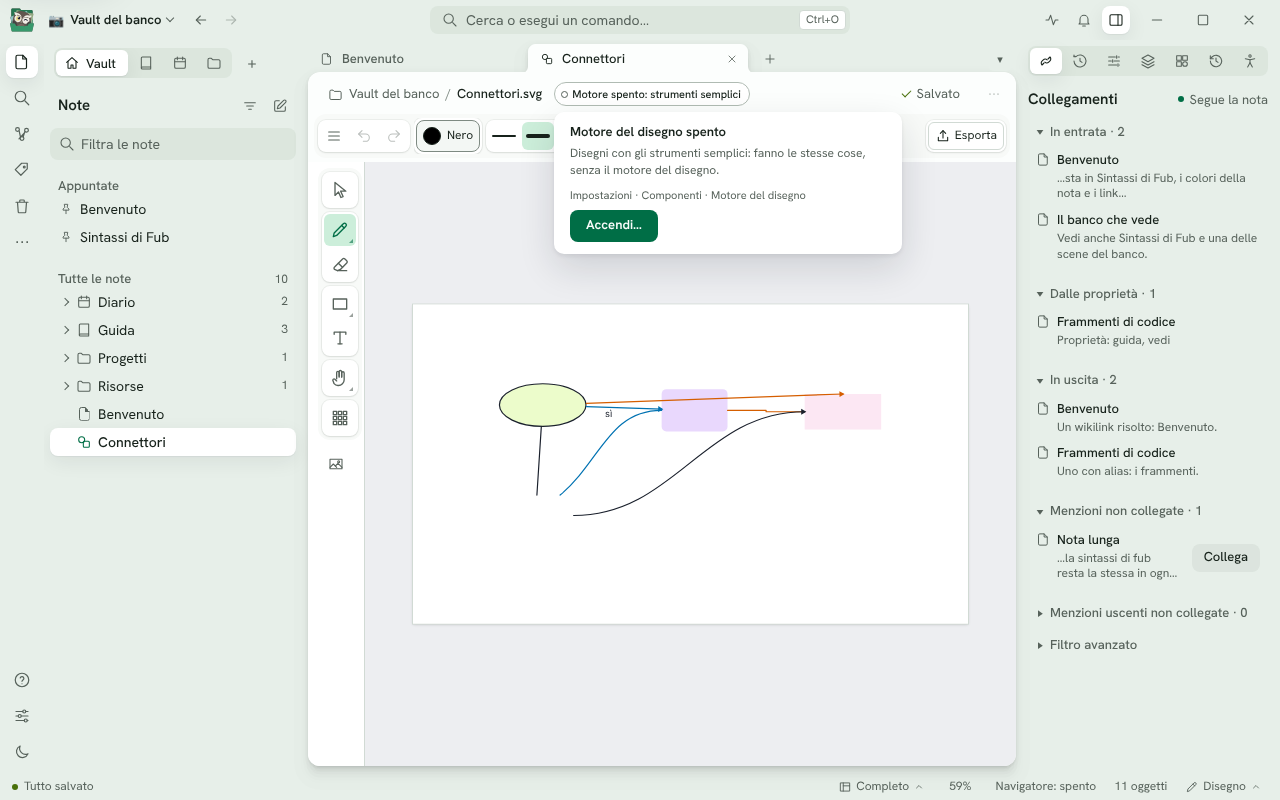 Vault del banco
Cerca o esegui un comando...
Ctrl+O
Vault
Note
Filtra le note
Appuntate
Benvenuto
Sintassi di Fub
Tutte le note 10
Diario 2
Guida 3
Progetti 1
Risorse 1
Benvenuto
Connettori
Tutto salvato
Benvenuto
Connettori
Vault del banco / Connettori.svg
Motore spento: strumenti semplici
Salvato
Nero
Esporta
Motore del disegno spento
Disegni con gli strumenti semplici: fanno le stesse cose,
senza il motore del disegno.
Impostazioni · Componenti · Motore del disegno
Accendi...
sì
Collegamenti
Segue la nota
In entrata · 2
Benvenuto
...sta in Sintassi di Fub, i colori della
nota e i link...
Il banco che vede
Vedi anche Sintassi di Fub e una delle
scene del banco.
Dalle proprietà · 1
Frammenti di codice
Proprietà: guida, vedi
In uscita · 2
Benvenuto
Un wikilink risolto: Benvenuto.
Frammenti di codice
Uno con alias: i frammenti.
Menzioni non collegate · 1
Nota lunga
...la sintassi di fub
resta la stessa in ogn...
Collega
Menzioni uscenti non collegate · 0
Filtro avanzato
Completo
59%
Navigatore: spento
11 oggetti
Disegno